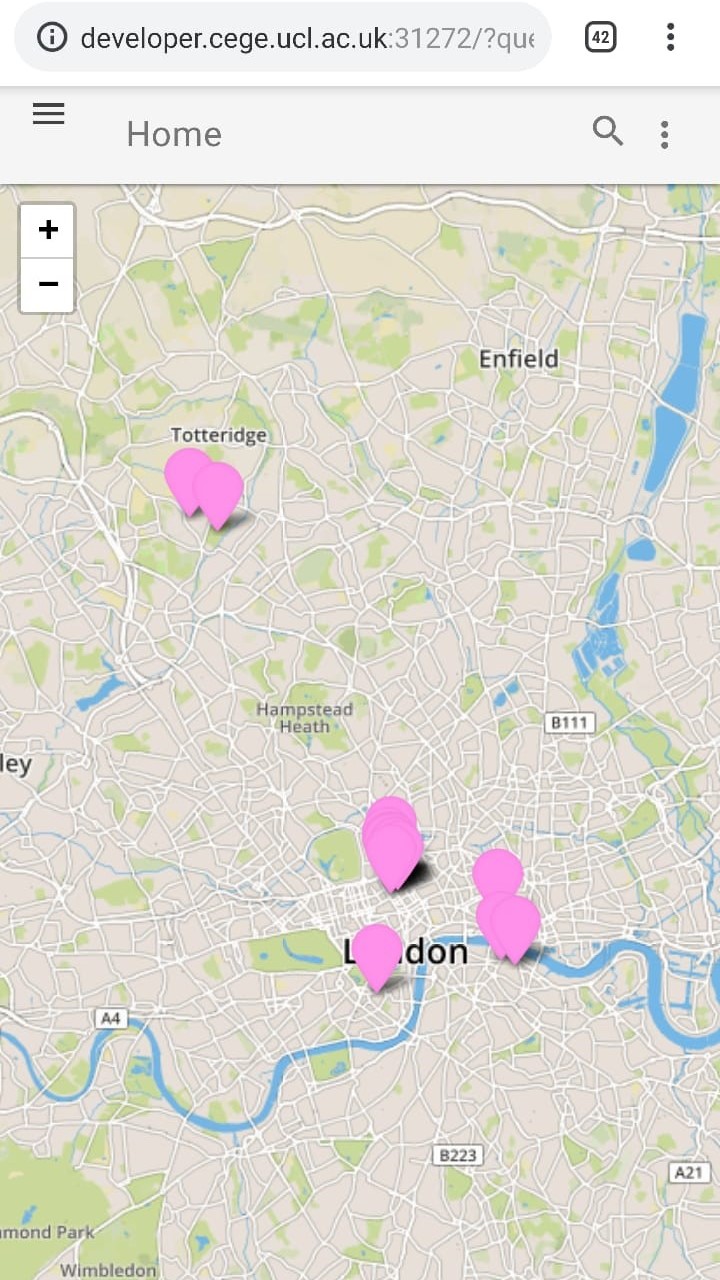 developer.cege.ucl.ac.uk:31272/?que
42
Home
+
−
Enfield
Totteridge
Hampstead
Heath
B111
ley
L don
A4
B223
A21
mond Park
Wimbledon